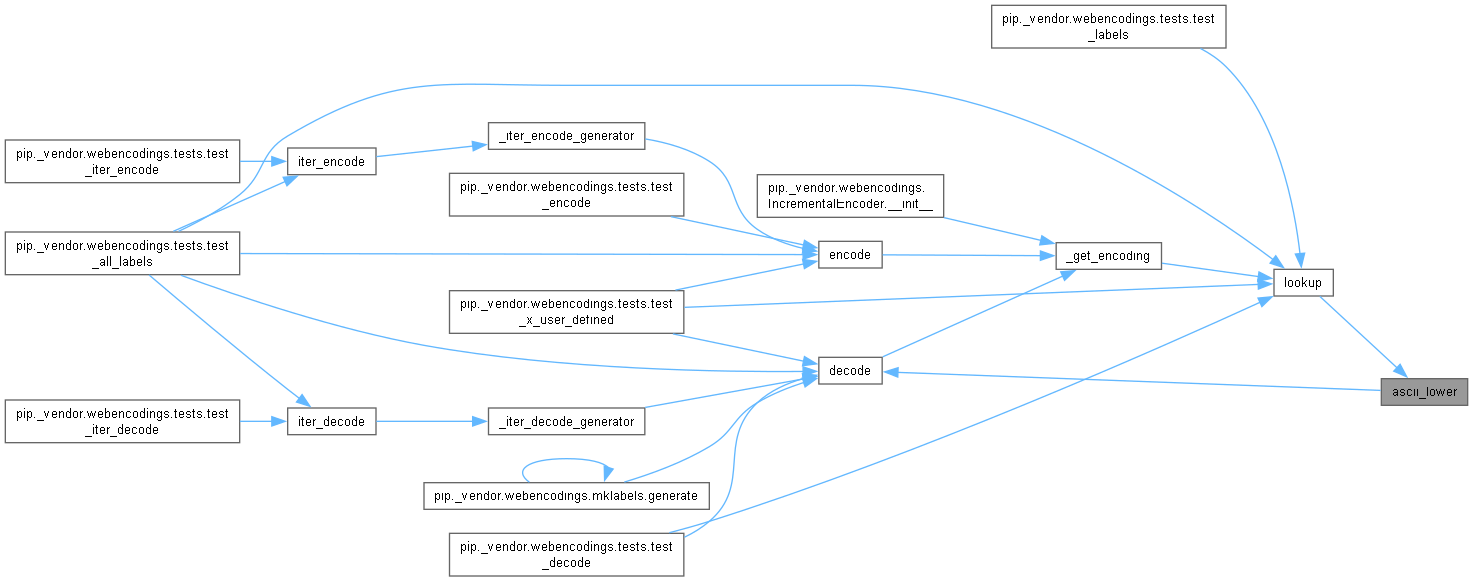 pip._vendor.webencodings.tests.test
_labels
_iter_encode_generator
pip._vendor.webencodings.tests.test
_iter_encode
iter_encode
pip._vendor.webencodings.tests.test
_encode
pip._vendor.webencodings.
IncrementalEncoder.__init__
pip._vendor.webencodings.tests.test
_all_labels
encode
_get_encoding
lookup
pip._vendor.webencodings.tests.test
_x_user_defined
decode
ascii_lower
pip._vendor.webencodings.tests.test
_iter_decode
iter_decode
_iter_decode_generator
pip._vendor.webencodings.mklabels.generate
pip._vendor.webencodings.tests.test
_decode